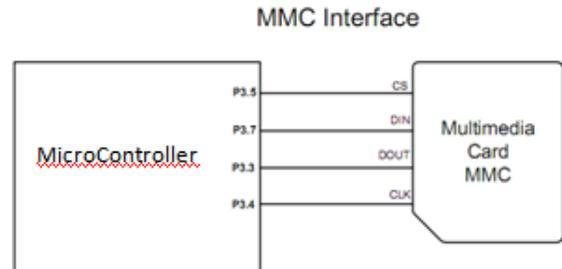 MMC Interface
P3.5 CS
P3.7 DIN
MicroController
P3.3 DOUT
P3.4 CLK
Multimedia
Card
MMC